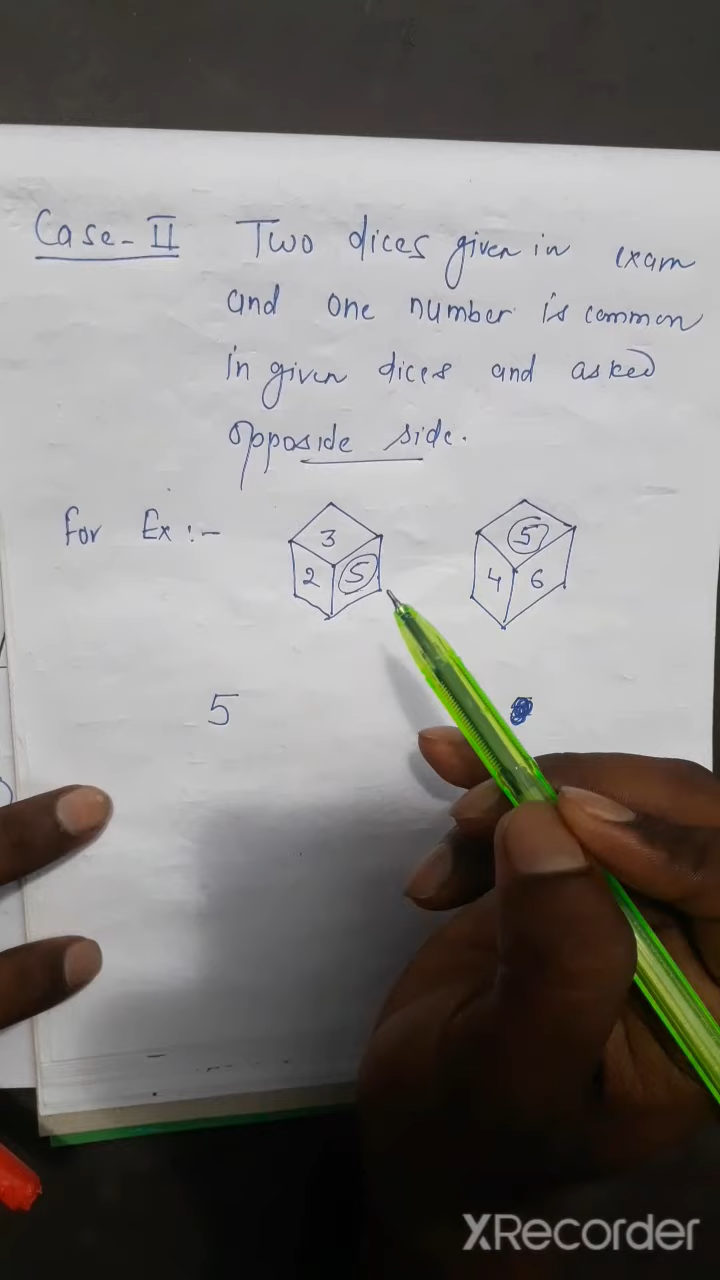 Case-II Two dices given in exam
and one number is common
in given dices and asked
opposide side.
For Ex :-
3
2 5
5
4 6
5
XRecorder